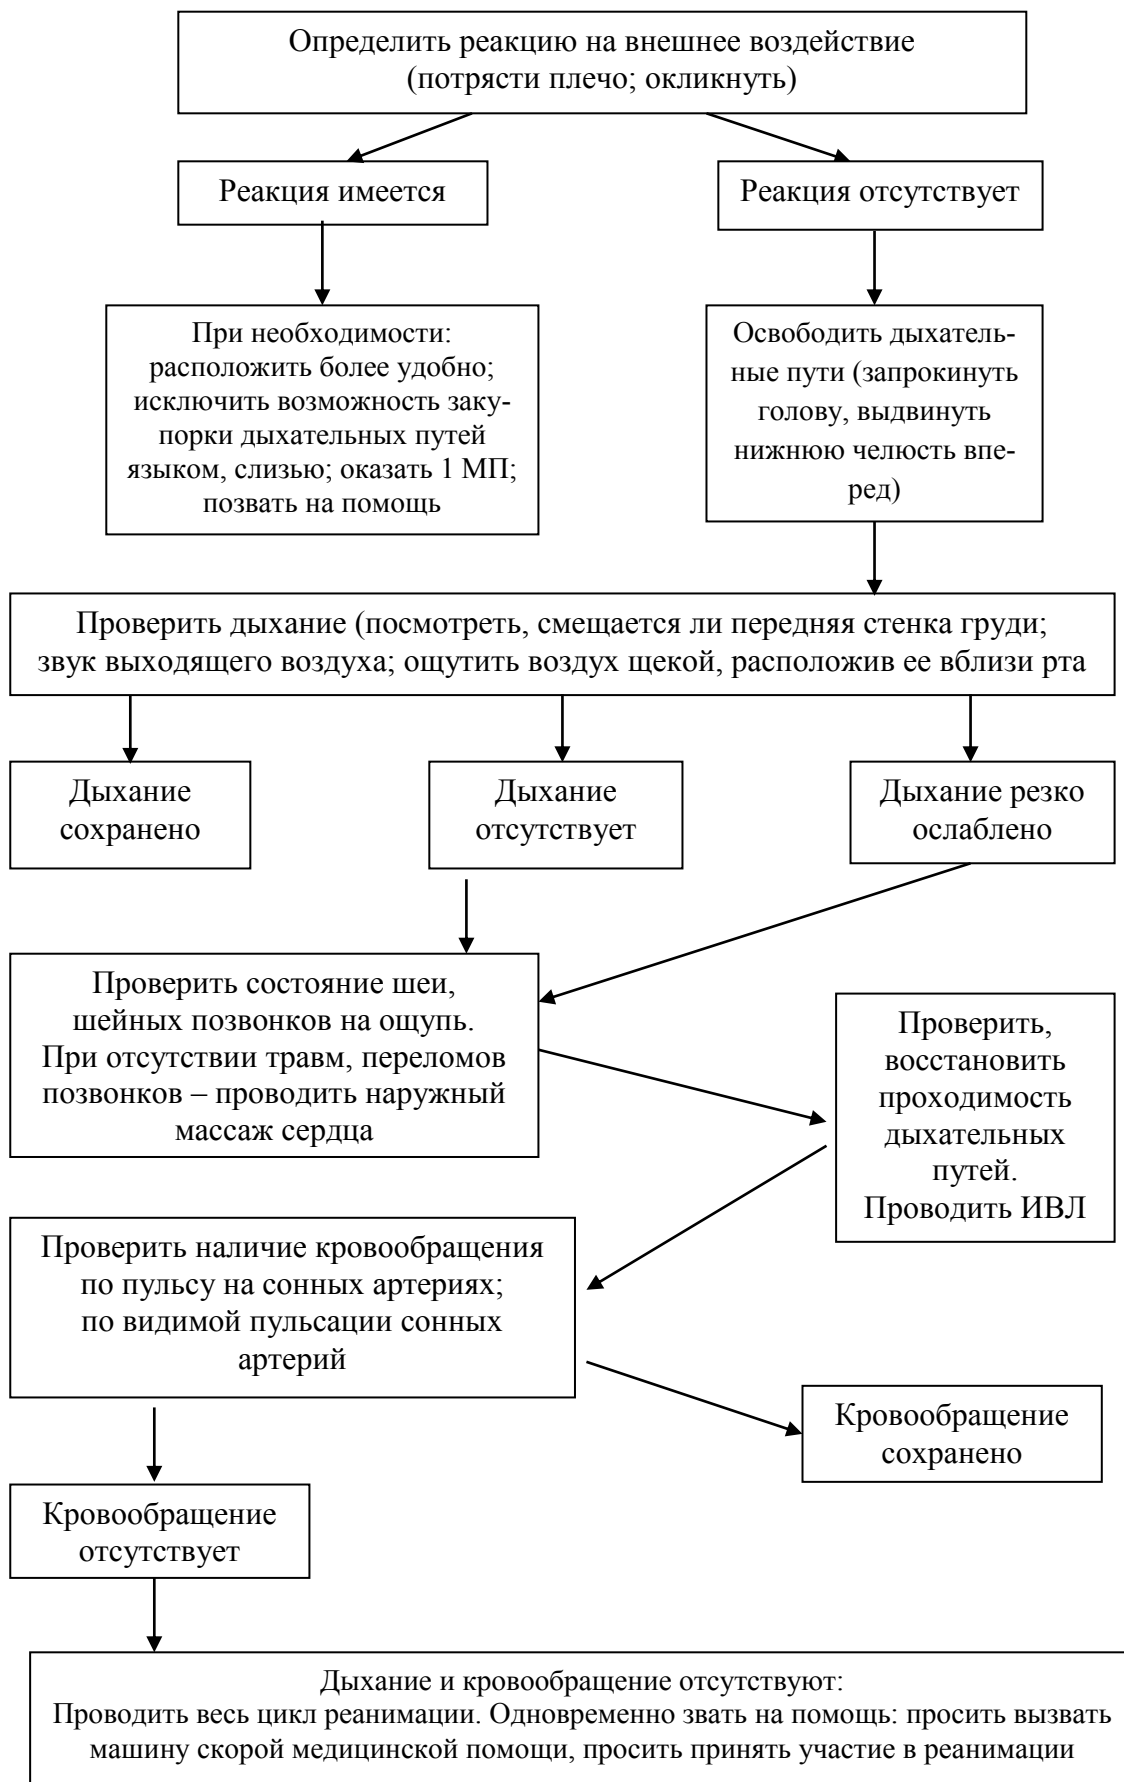 Определить реакцию на внешнее воздействие
(потрясти плечо; окликнуть)
Реакция имеется
Реакция отсутствует
При необходимости:
расположить более удобно;
исключить возможность заку-
порки дыхательных путей
языком, слизью; оказать 1 МП;
позвать на помощь
Освободить дыхатель-
ные пути (запрокинуть
голову, выдвинуть
нижнюю челюсть впе-
ред)
Проверить дыхание (посмотреть, смещается ли передняя стенка груди;
звук выходящего воздуха; ощутить воздух щекой, расположив ее вблизи рта
Дыхание
сохранено
Дыхание
отсутствует
Дыхание резко
ослаблено
Проверить состояние шеи,
шейных позвонков на ощупь.
При отсутствии травм, переломов
позвонков – проводить наружный
массаж сердца
Проверить,
восстановить
проходимость
дыхательных
путей.
Проводить ИВЛ
Проверить наличие кровообращения
по пульсу на сонных артериях;
по видимой пульсации сонных
артерий
Кровообращение
сохранено
Кровообращение
отсутствует
Дыхание и кровообращение отсутствуют:
Проводить весь цикл реанимации. Одновременно звать на помощь: просить вызвать
машину скорой медицинской помощи, просить принять участие в реанимации